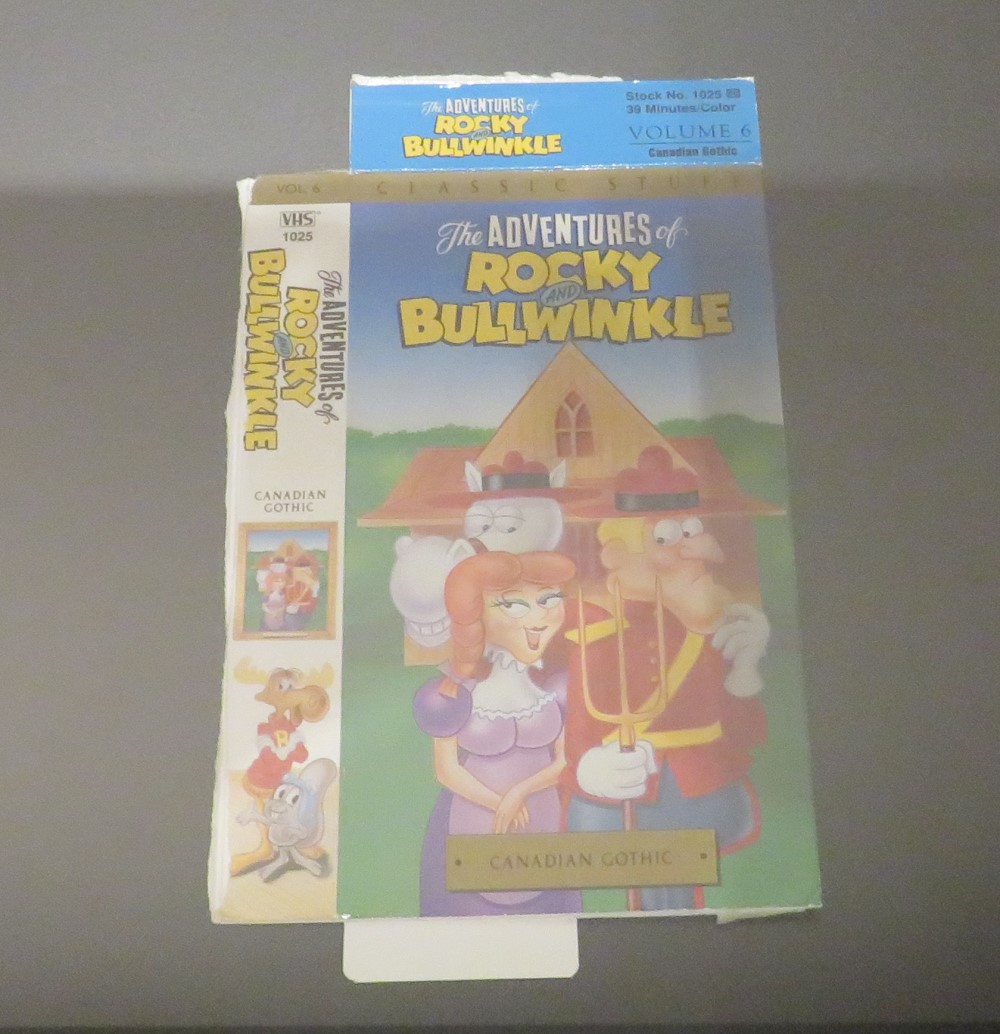 The ADVENTURES of
ROCKY
AND
BULLWINKLE
Stock No. 1025
39 Minutes/Color
VOLUME 6
Canadian Gothic
VOL. 6
CLASSIC STUFF
VHS
1025
The ADVENTURES of
ROCKY
AND
BULLWINKLE
CANADIAN
GOTHIC
R
The ADVENTURES of
ROCKY
AND
BULLWINKLE
CANADIAN GOTHIC